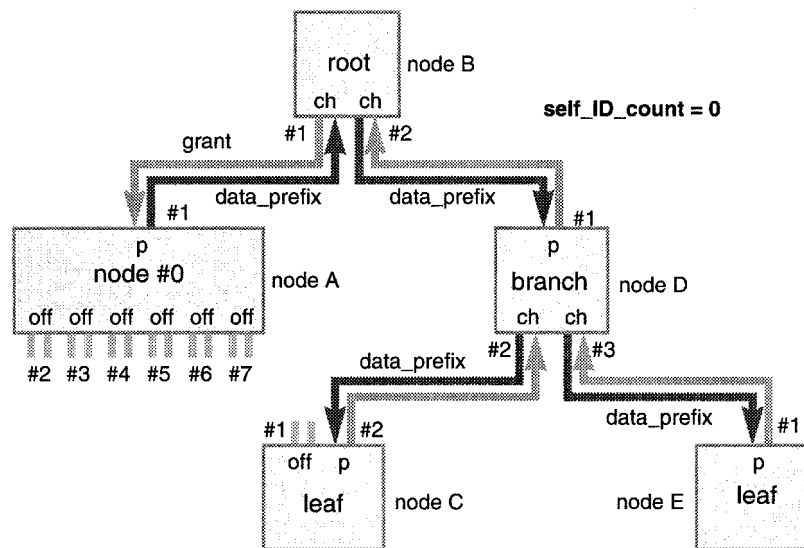 root
node B
ch ch
self_ID_count = 0
#1 #2
grant
data_prefix data_prefix
#1 #1
p p
node #0 node A
branch node D
off off off off off off
ch ch
#2 #3 #4 #5 #6 #7
#2 #3
data_prefix
data_prefix
#1 #2 #1
off p p
leaf node C
node E leaf